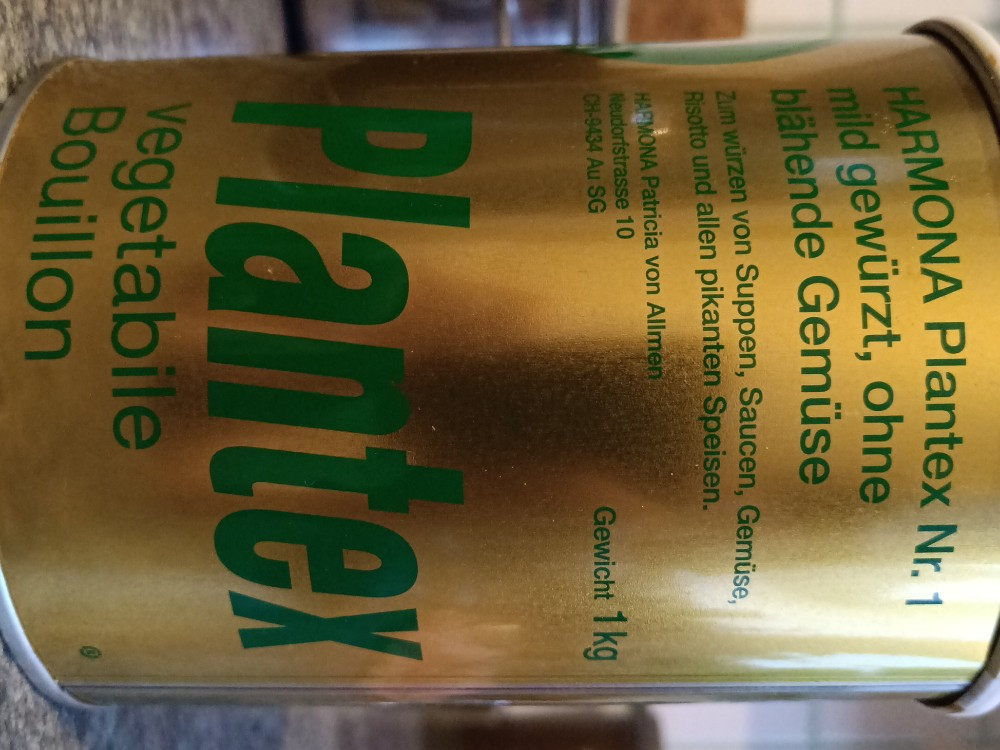 HARMONA Plantex Nr. 1
mild gewürzt, ohne
blähende Gemüse
Zum würzen von Suppen, Saucen, Gemüse,
Risotto und allen pikanten Speisen.
HARMONA Patricia von Allmen
Neudorfstrasse 10
CH-9434 Au SG
Gewicht 1 kg
Plantex
vegetabile
Bouillon